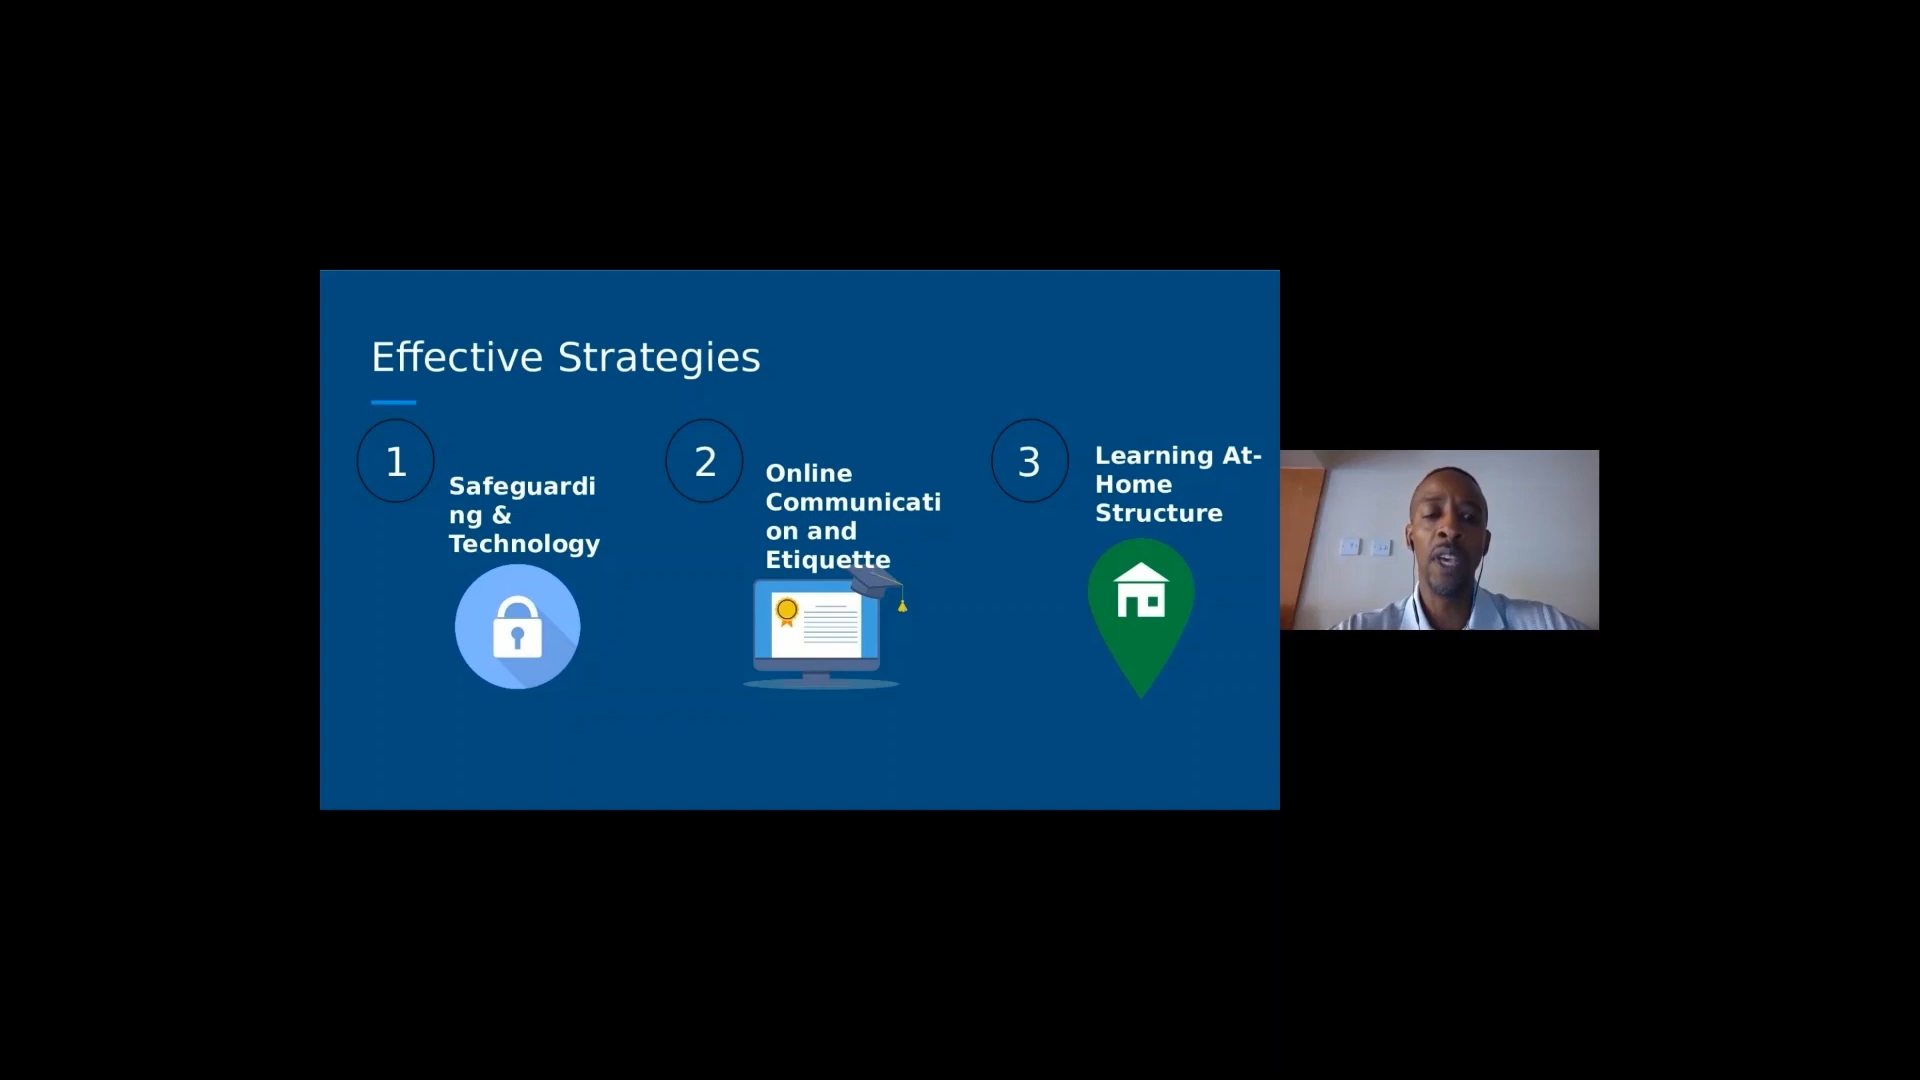 Effective Strategies
1
Safeguardi
ng &
Technology
2
Online
Communicati
on and
Etiquette
3
Learning At-
Home
Structure